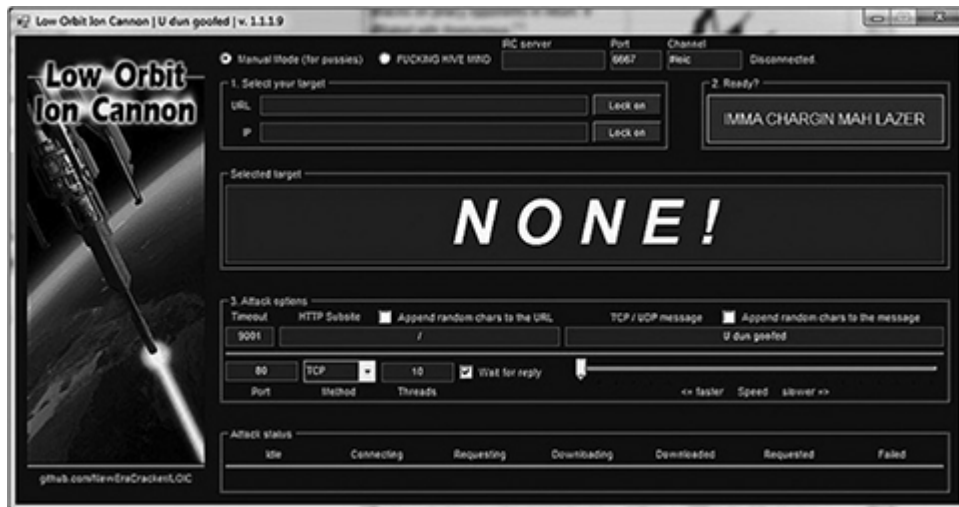 Low Orbit Ion Cannon | U dun goofed | v. 1.1.1.9
Low Orbit
Ion Cannon
IRC server Port Channel
Manual Mode (for pussies) FUCKING HIVE MIND 6667 #loic Disconnected.
1. Select your target
URL Lock on
IP Lock on
2. Ready?
IMMA CHARGIN MAH LAZER
Selected target
NONE!
3. Attack options
Timeout HTTP Subsite Append random chars to the URL TCP / UDP message Append random chars to the message
9001 / U dun goofed
80 TCP 10 Wait for reply
Port Method Threads <= faster Speed slower =>
Attack status
Idle Connecting Requesting Downloading Downloaded Requested Failed
github.com/NewEraCracker/LOIC